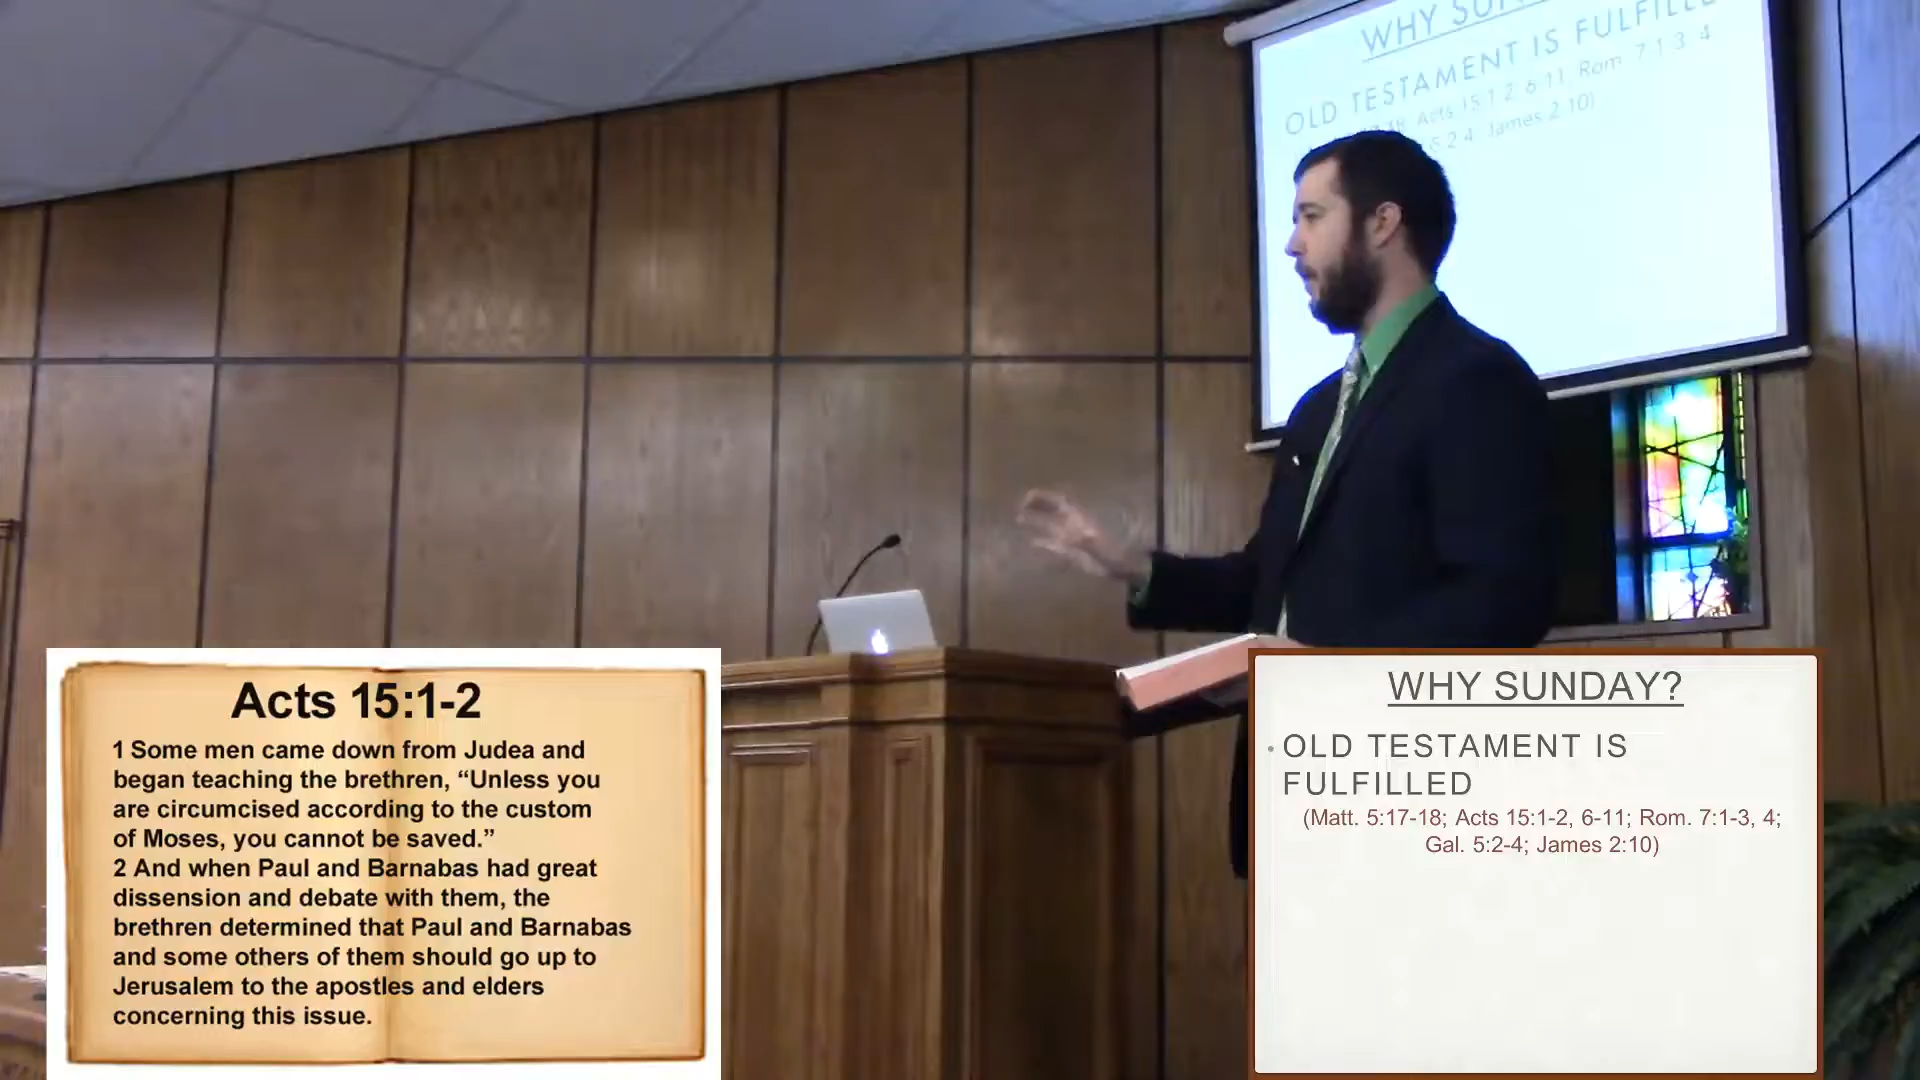 WHY SUN
OLD TESTAMENT IS FULFILLE
Acts 15:1-2, 6-11; Rom. 7:1-3, 4
5:2-4; James 2:10)
Acts 15:1-2
1 Some men came down from Judea and
began teaching the brethren, “Unless you
are circumcised according to the custom
of Moses, you cannot be saved.”
2 And when Paul and Barnabas had great
dissension and debate with them, the
brethren determined that Paul and Barnabas
and some others of them should go up to
Jerusalem to the apostles and elders
concerning this issue.
WHY SUNDAY?
• OLD TESTAMENT IS
FULFILLED
(Matt. 5:17-18; Acts 15:1-2, 6-11; Rom. 7:1-3, 4;
Gal. 5:2-4; James 2:10)